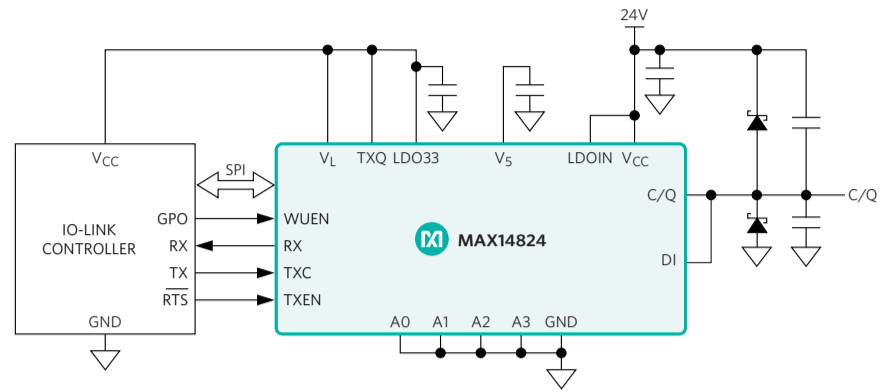 24V
VCC
SPI
VL TXQ LDO33 V5 LDOIN VCC
IO-LINK
CONTROLLER
GPO
RX
TX
RTS
GND
WUEN
RX
TXC
TXEN
MAX14824
C/Q
C/Q
DI
A0 A1 A2 A3 GND